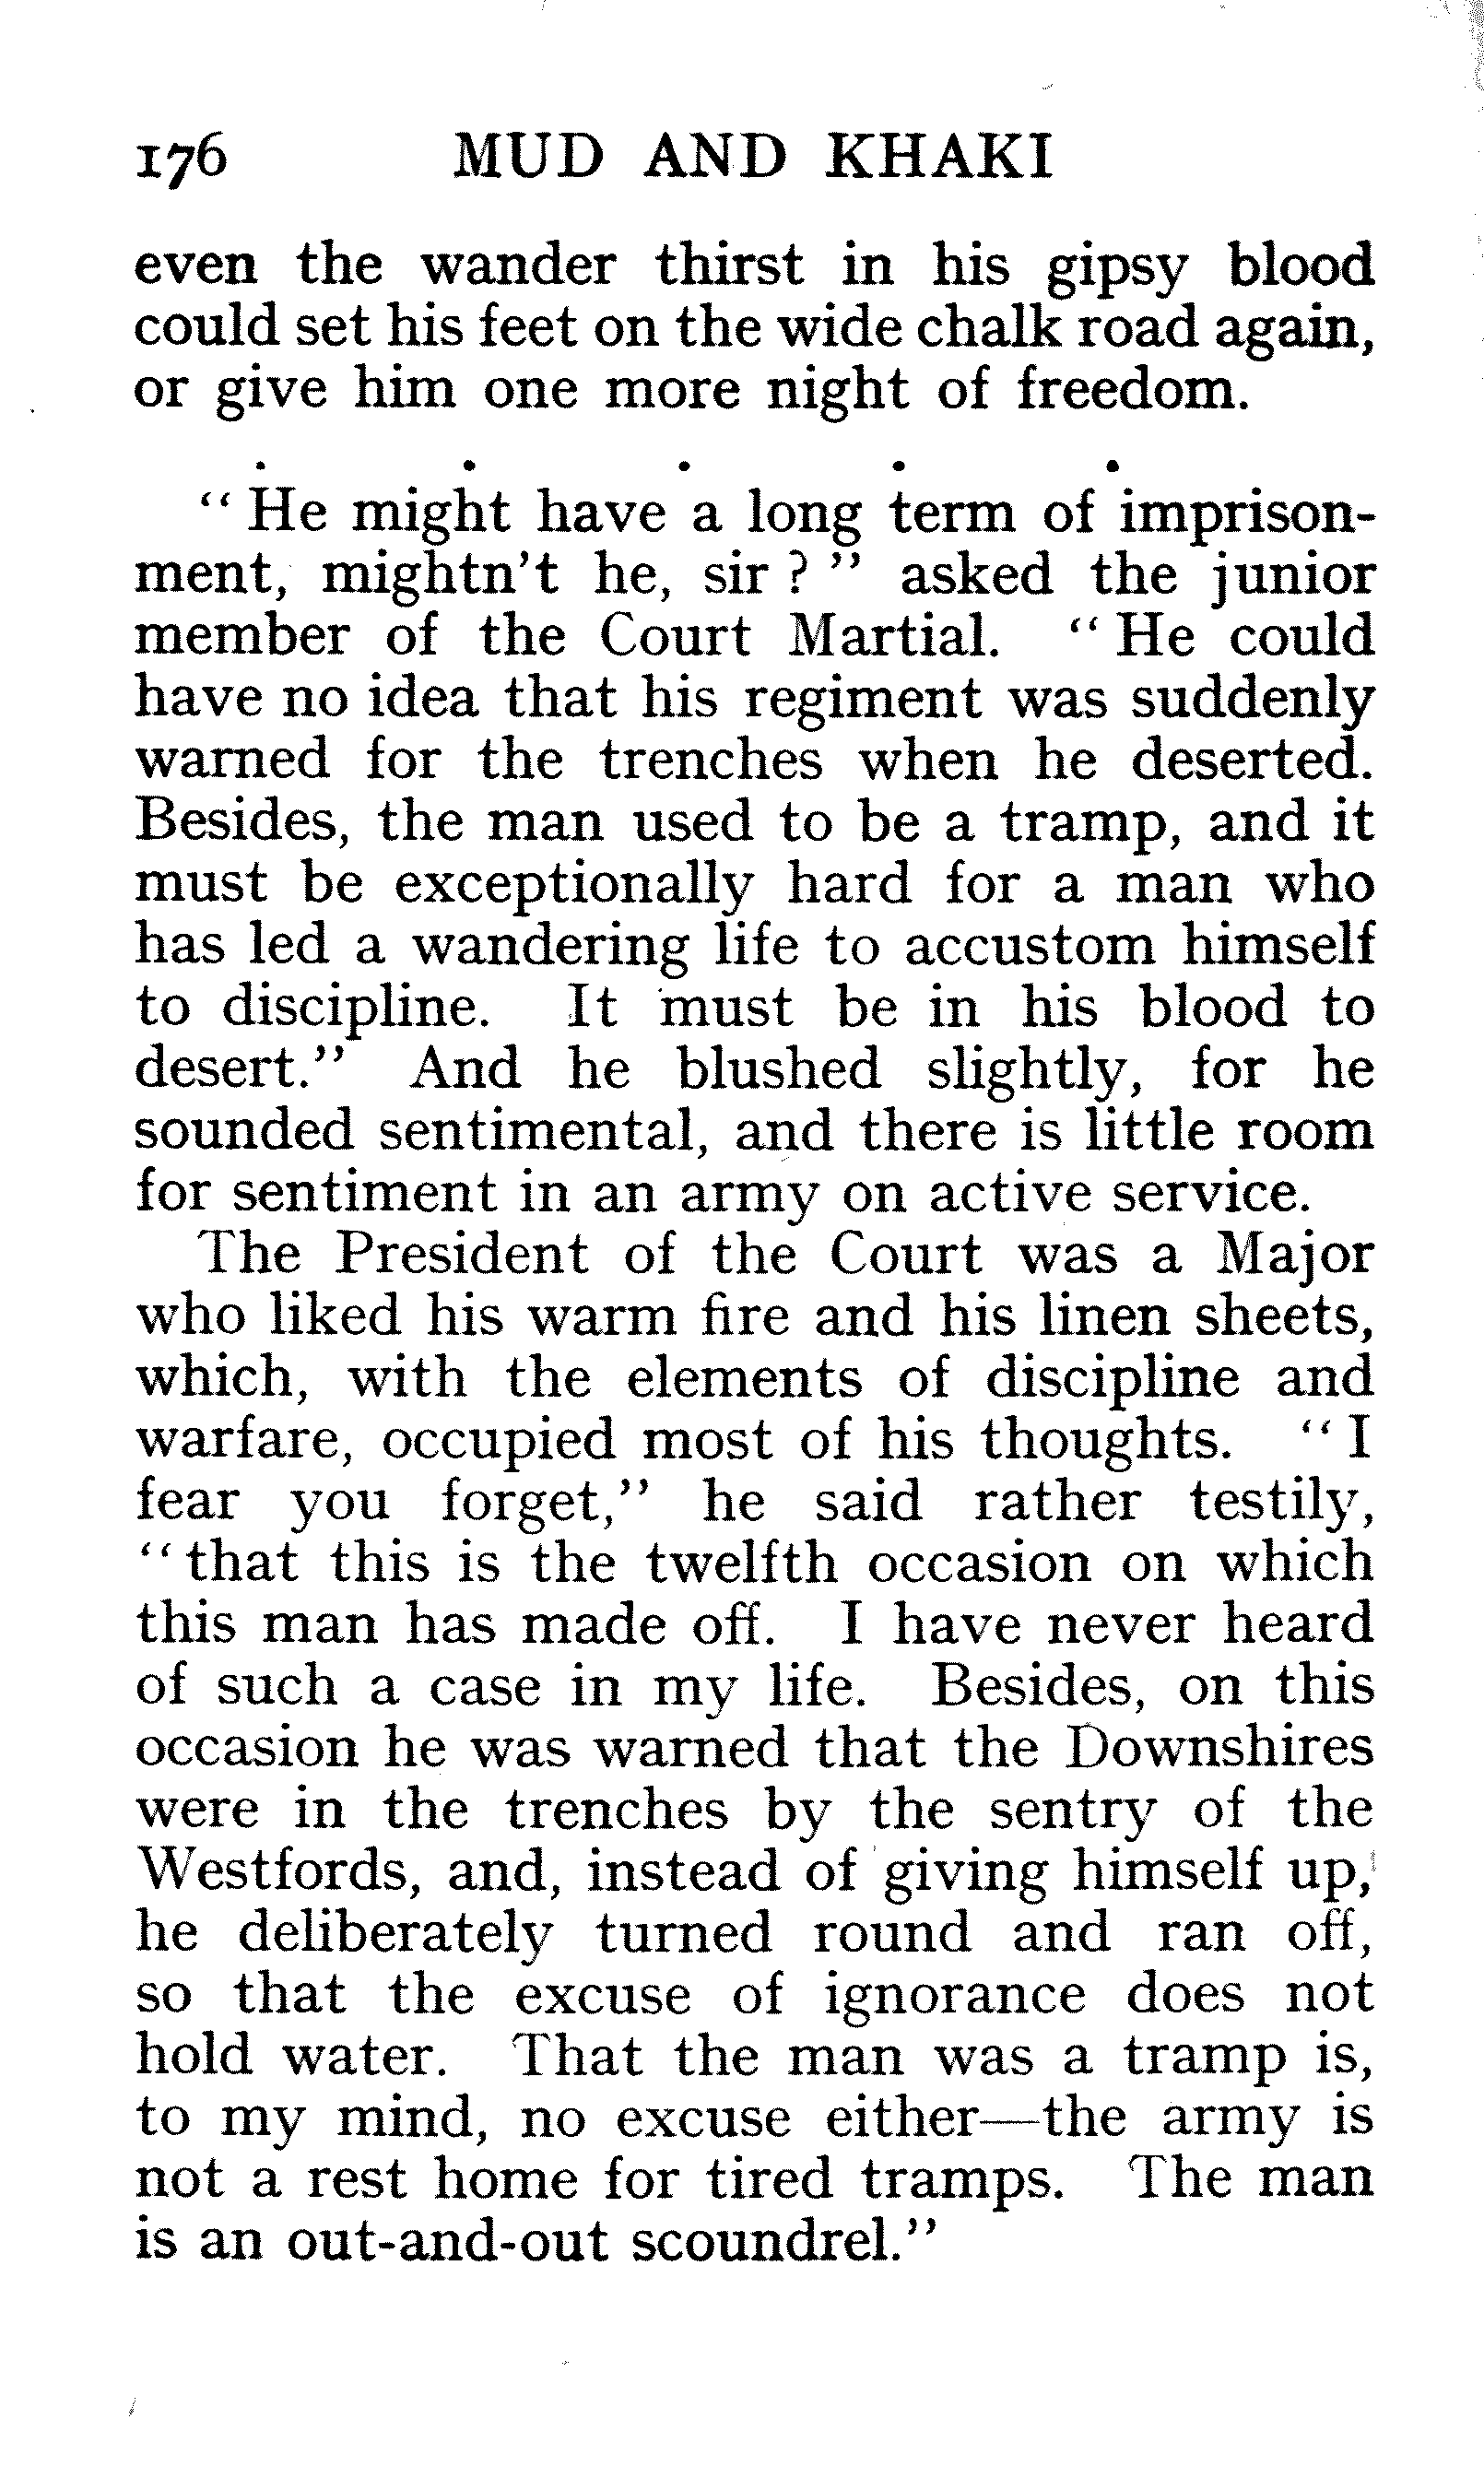 176 MUD AND KHAKI
even the wander thirst in his gipsy blood
could set his feet on the wide chalk road again,
or give him one more night of freedom.
. . . . .
“ He might have a long term of imprison-
ment, mightn’t he, sir ? ” asked the junior
member of the Court Martial. “ He could
have no idea that his regiment was suddenly
warned for the trenches when he deserted.
Besides, the man used to be a tramp, and it
must be exceptionally hard for a man who
has led a wandering life to accustom himself
to discipline. It must be in his blood to
desert.” And he blushed slightly, for he
sounded sentimental, and there is little room
for sentiment in an army on active service.
The President of the Court was a Major
who liked his warm fire and his linen sheets,
which, with the elements of discipline and
warfare, occupied most of his thoughts. “ I
fear you forget,” he said rather testily,
“ that this is the twelfth occasion on which
this man has made off. I have never heard
of such a case in my life. Besides, on this
occasion he was warned that the Downshires
were in the trenches by the sentry of the
Westfords, and, instead of giving himself up,
he deliberately turned round and ran off,
so that the excuse of ignorance does not
hold water. That the man was a tramp is,
to my mind, no excuse either—the army is
not a rest home for tired tramps. The man
is an out-and-out scoundrel.”